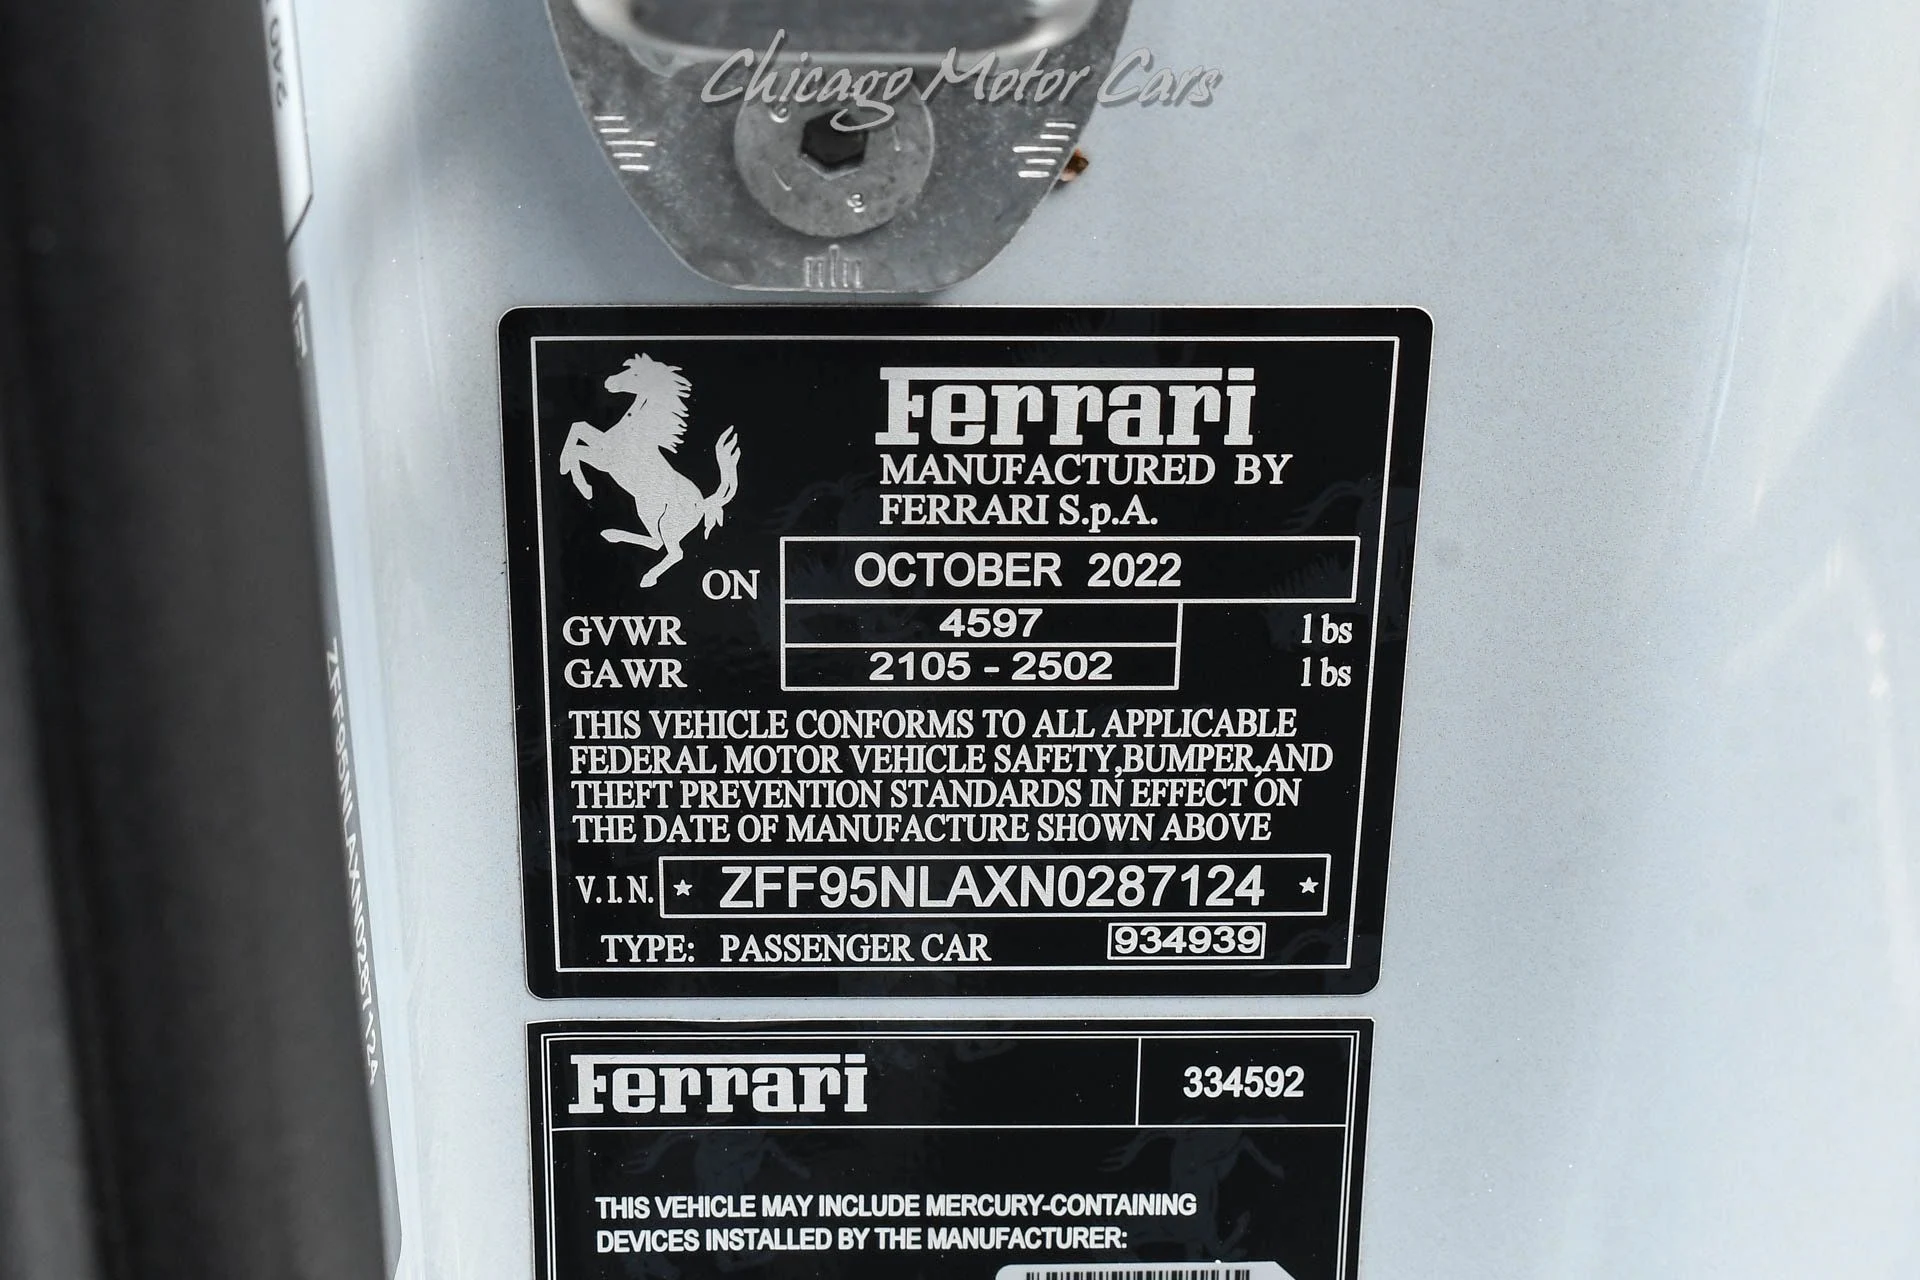 Chicago Motor Cars
Ferrari
MANUFACTURED BY
FERRARI S.p.A.
ON OCTOBER 2022
GVWR 4597 lbs
GAWR 2105 - 2502 lbs
THIS VEHICLE CONFORMS TO ALL APPLICABLE
FEDERAL MOTOR VEHICLE SAFETY,BUMPER,AND
THEFT PREVENTION STANDARDS IN EFFECT ON
THE DATE OF MANUFACTURE SHOWN ABOVE
V.I.N. ★ ZFF95NLAXN0287124 ★
TYPE: PASSENGER CAR 934939
Ferrari 334592
THIS VEHICLE MAY INCLUDE MERCURY-CONTAINING
DEVICES INSTALLED BY THE MANUFACTURER:
ZFF95NLAXN0287124